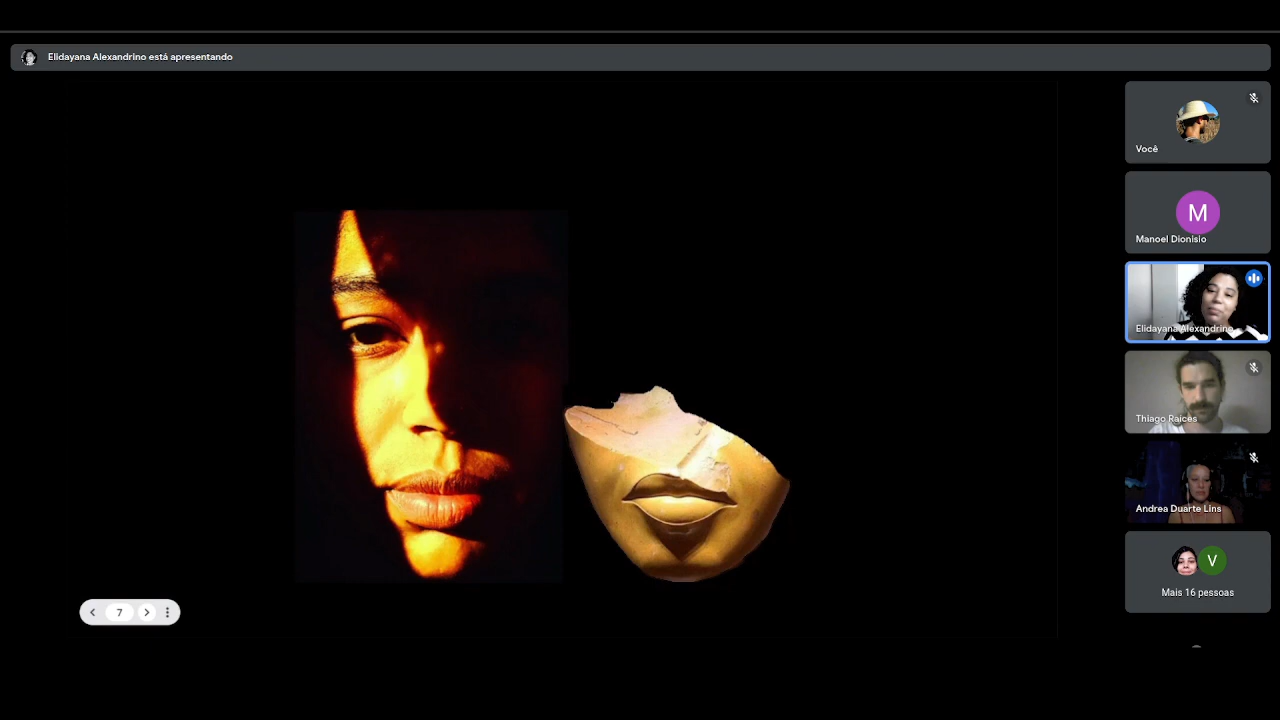 Elidayana Alexandrino está apresentando
Você
M
Manoel Dionisio
Elidayana Alexandrino
Thiago Raices
Andrea Duarte Lins
V
Mais 16 pessoas
7